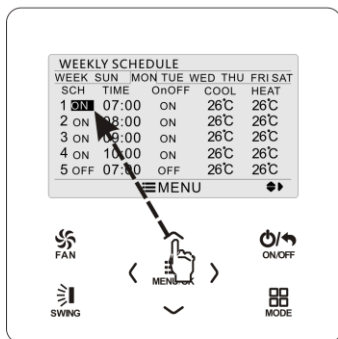 WEEKLY SCHEDULE
WEEK SUN MON TUE WED THU FRI SAT
SCH TIME OnOFF COOL HEAT
1 ON 07:00 ON 26℃ 26℃
2 ON 08:00 ON 26℃ 26℃
3 ON 09:00 ON 26℃ 26℃
4 ON 10:00 ON 26℃ 26℃
5 OFF 07:00 OFF 26℃ 26℃
MENU
FAN
ON/OFF
MENU/OK
SWING
MODE